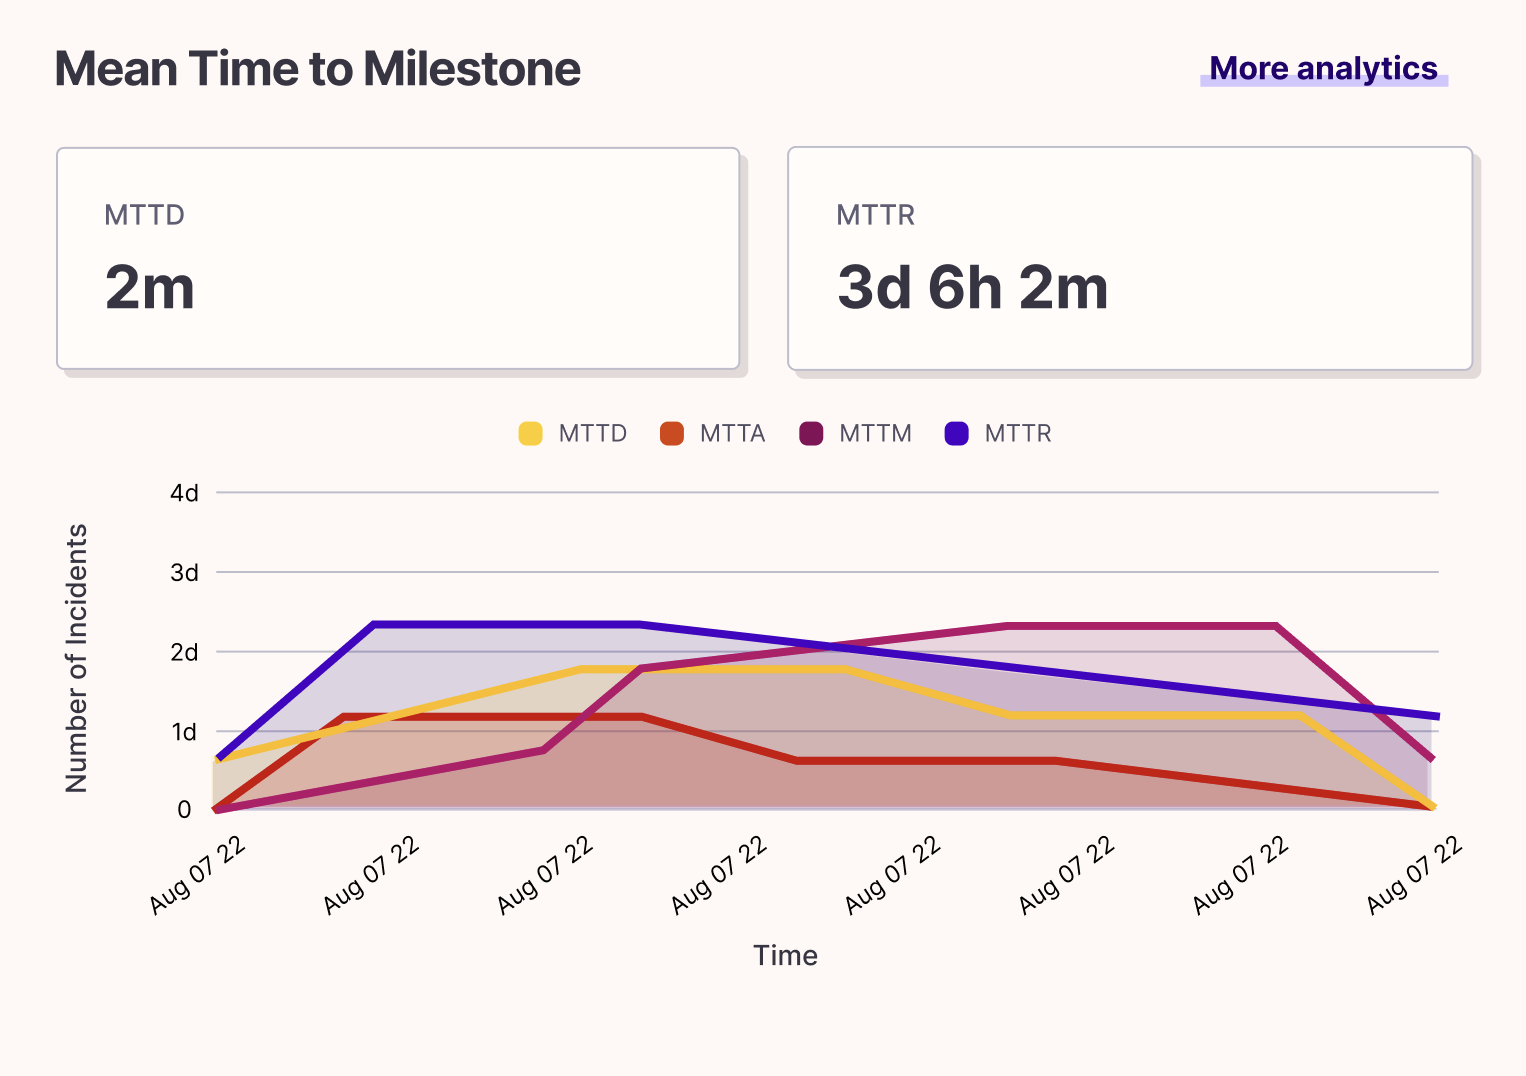 Mean Time to Milestone
More analytics
MTTD
2m
MTTR
3d 6h 2m
MTTD
MTTA
MTTM
MTTR
Number of Incidents
4d
3d
2d
1d
0
Aug 07 22
Aug 07 22
Aug 07 22
Aug 07 22
Aug 07 22
Aug 07 22
Aug 07 22
Aug 07 22
Time